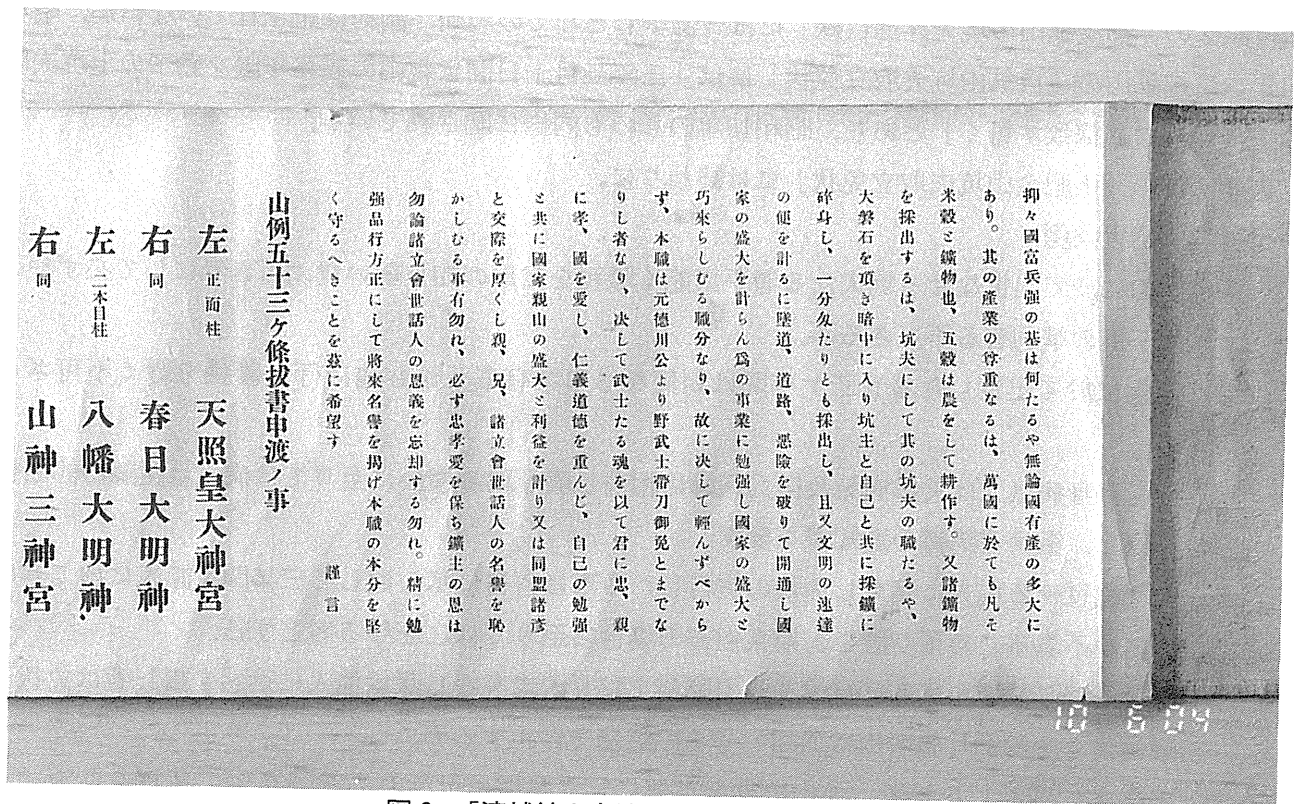 抑々國富兵强の基は何たるや無論國有産の多大に
あり。其の産業の尊重なるは、萬國に於ても凡そ
米穀と鑛物也、五穀は農をして耕作す。又諸鑛物
を採出するは、坑夫にして其の坑夫の職たるや、
大磐石を頂き暗中に入り坑主と自己と共に採鑛に
碎身し、一分匁たりとも採出し、且又文明の速達
の便を計るに墜道、道路、惡險を破りて開通し國
家の盛大を計らん爲の事業に勉强し國家の盛大と
巧來らしむる職分なり、故に決して輕んずべから
ず、本職は元德川公より野武士帶刀御免とまでな
りし者なり、決して武士たる魂を以て君に忠、親
に孝、國を愛し、仁義道德を重んじ、自己の勉强
と共に國家親山の盛大と利益を計り又は同盟諸彦
と交際を厚くし親、兄、諸立會世話人の名譽を恥
かしむる事有勿れ、必ず忠孝愛を保ち鑛主の恩は
勿論諸立會世話人の恩義を忘却する勿れ。精に勉
强品行方正にして將來名譽を揭げ本職の本分を堅
く守るへきことを玆に希望す 謹言
山例五十三ケ條拔書申渡ノ事
左 正面柱 天照皇大神宮
右 同 春日大明神
左 二本目柱 八幡大明神
右 同 山神三神宮
10 6 04